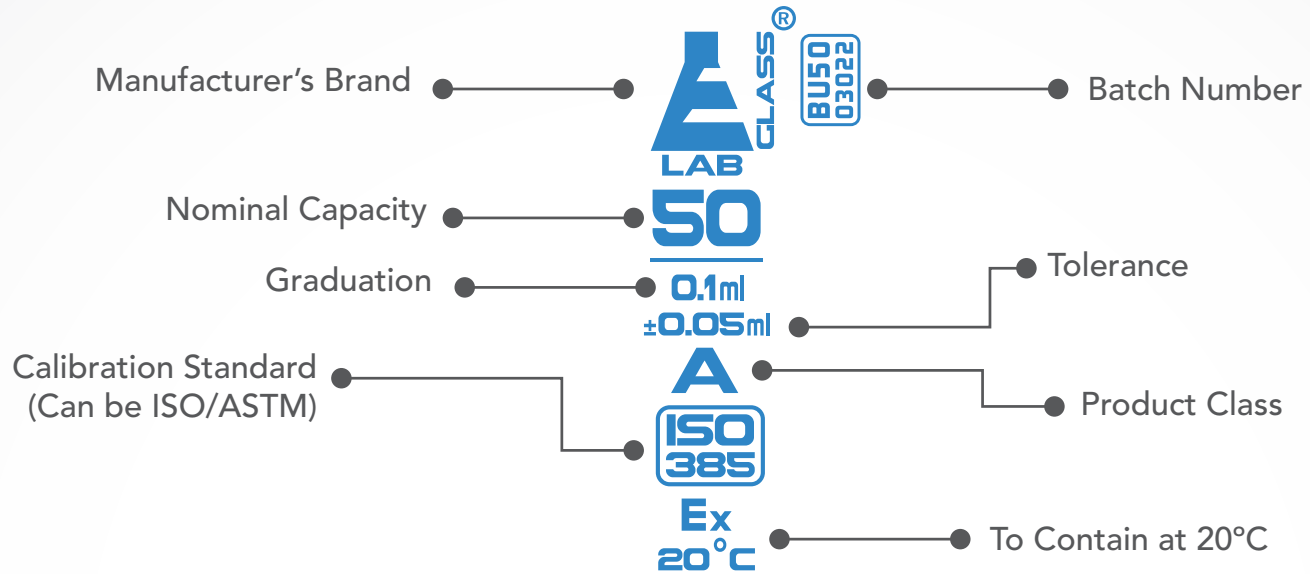 Manufacturer's Brand
LAB
GLASS®
BU50
03022
Batch Number
Nominal Capacity
50
Graduation
0.1ml
±0.05ml
Tolerance
A
Product Class
Calibration Standard
(Can be ISO/ASTM)
ISO
385
Ex
20°C
To Contain at 20°C